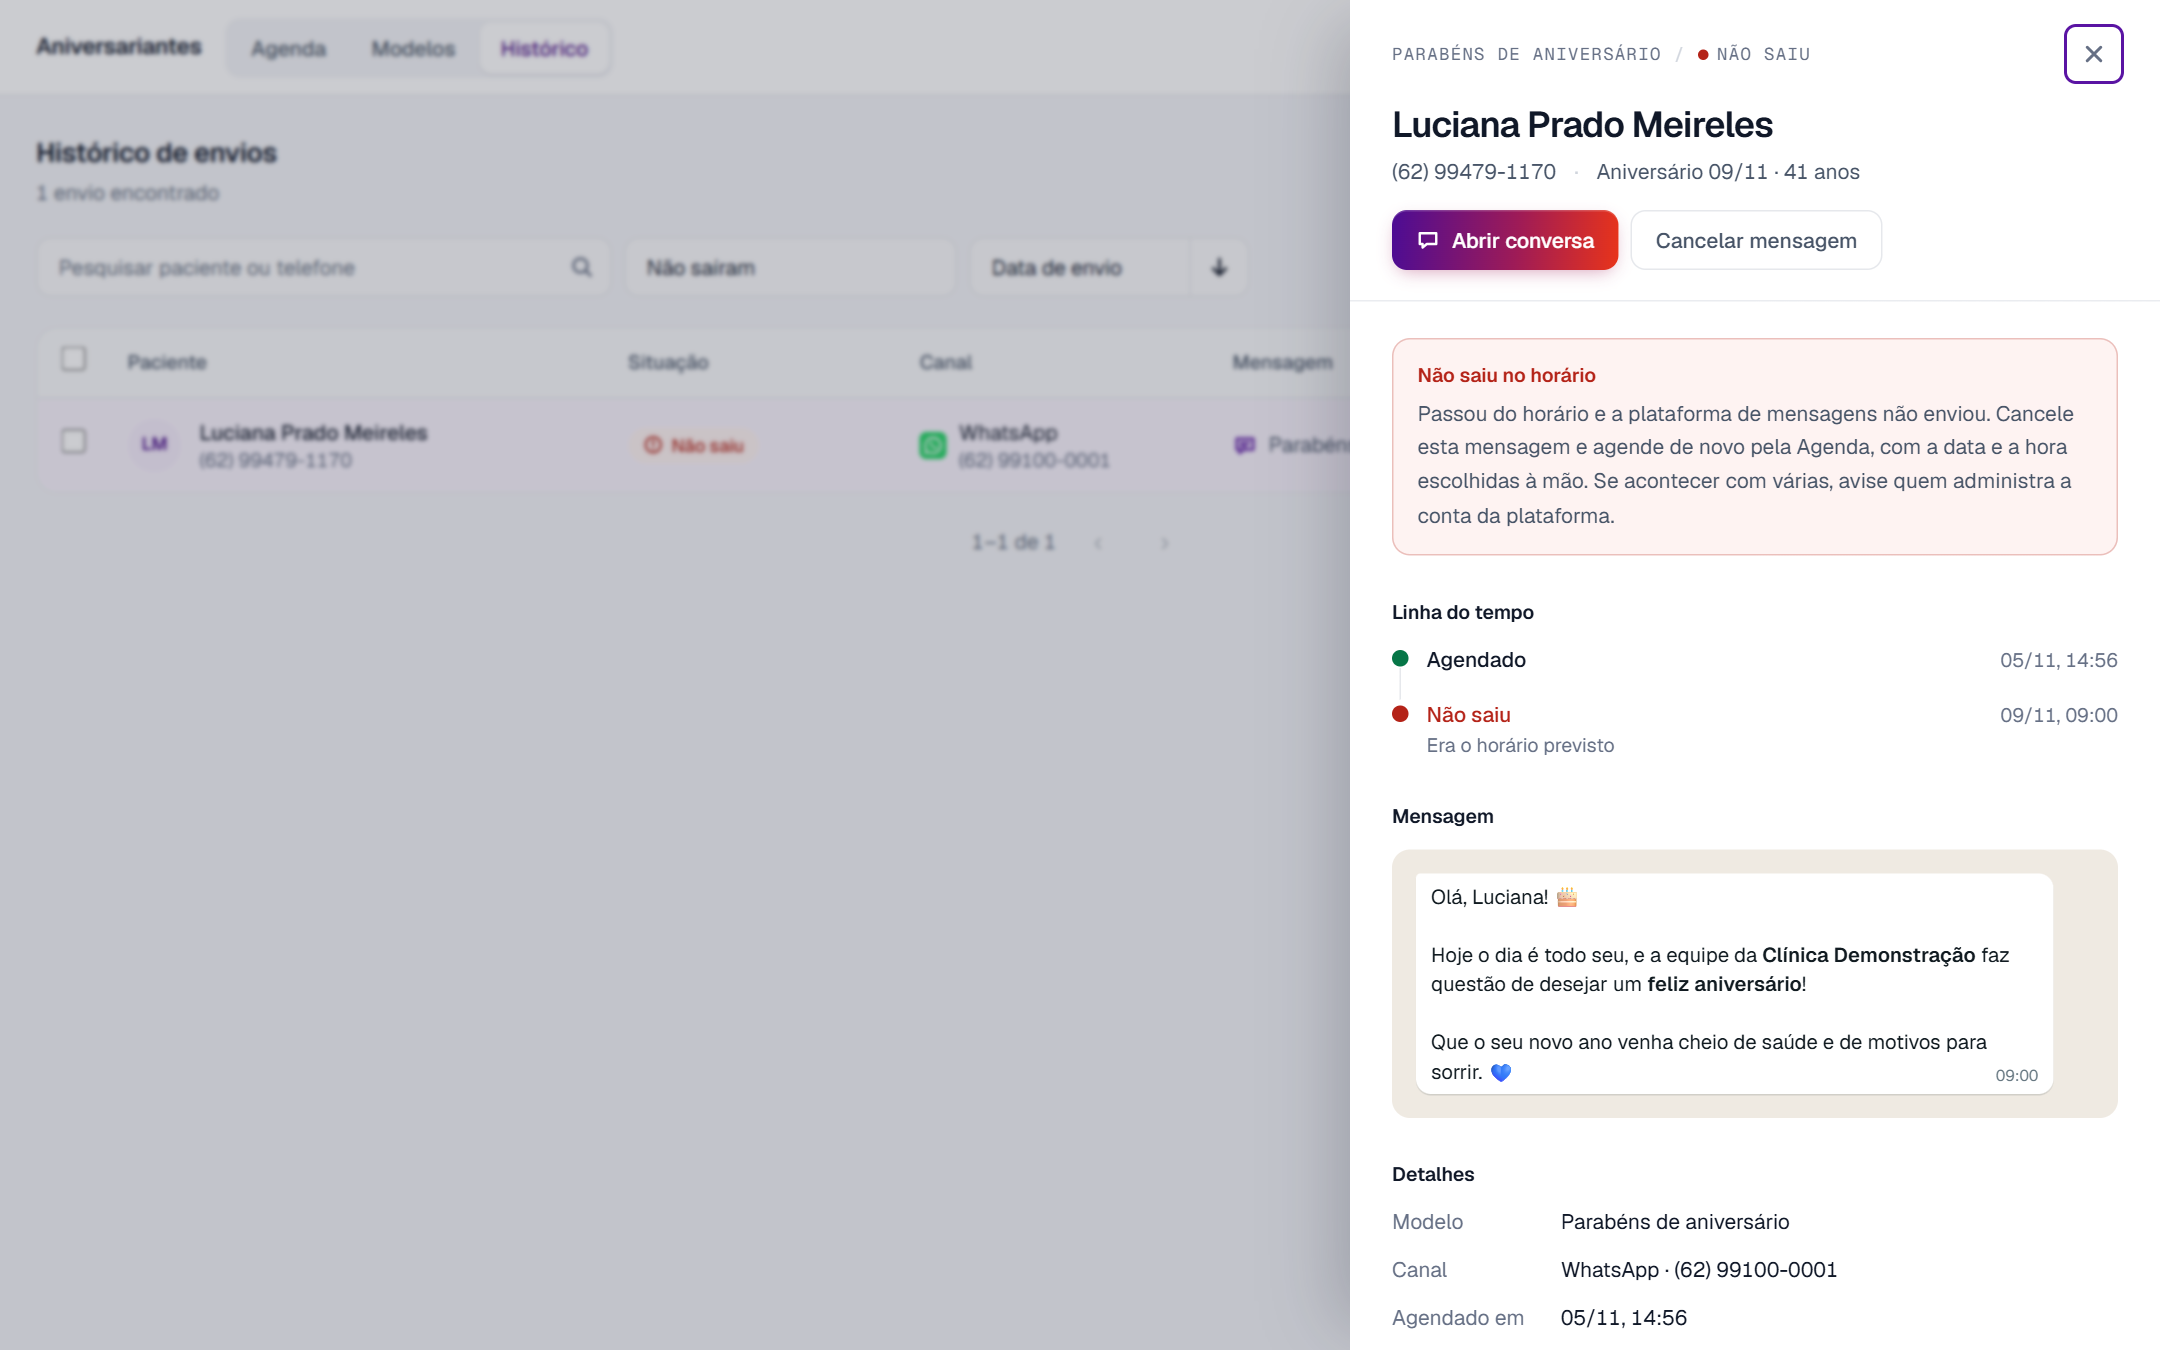 Aniversariantes
Agenda
Modelos
Histórico
Histórico de envios
1 envio encontrado
Pesquisar paciente ou telefone
Não saíram
Data de envio
Paciente
Situação
Canal
Mensagem
LM
Luciana Prado Meireles
(62) 99479-1170
Não saiu
WhatsApp
(62) 99100-0001
Parabéns
1–1 de 1
PARABÉNS DE ANIVERSÁRIO / NÃO SAIU
Luciana Prado Meireles
(62) 99479-1170 · Aniversário 09/11 · 41 anos
Abrir conversa
Cancelar mensagem
Não saiu no horário
Passou do horário e a plataforma de mensagens não enviou. Cancele
esta mensagem e agende de novo pela Agenda, com a data e a hora
escolhidas à mão. Se acontecer com várias, avise quem administra a
conta da plataforma.
Linha do tempo
Agendado 05/11, 14:56
Não saiu 09/11, 09:00
Era o horário previsto
Mensagem
Olá, Luciana! 🎂
Hoje o dia é todo seu, e a equipe da Clínica Demonstração faz
questão de desejar um feliz aniversário!
Que o seu novo ano venha cheio de saúde e de motivos para
sorrir. 💙
09:00
Detalhes
Modelo Parabéns de aniversário
Canal WhatsApp · (62) 99100-0001
Agendado em 05/11, 14:56